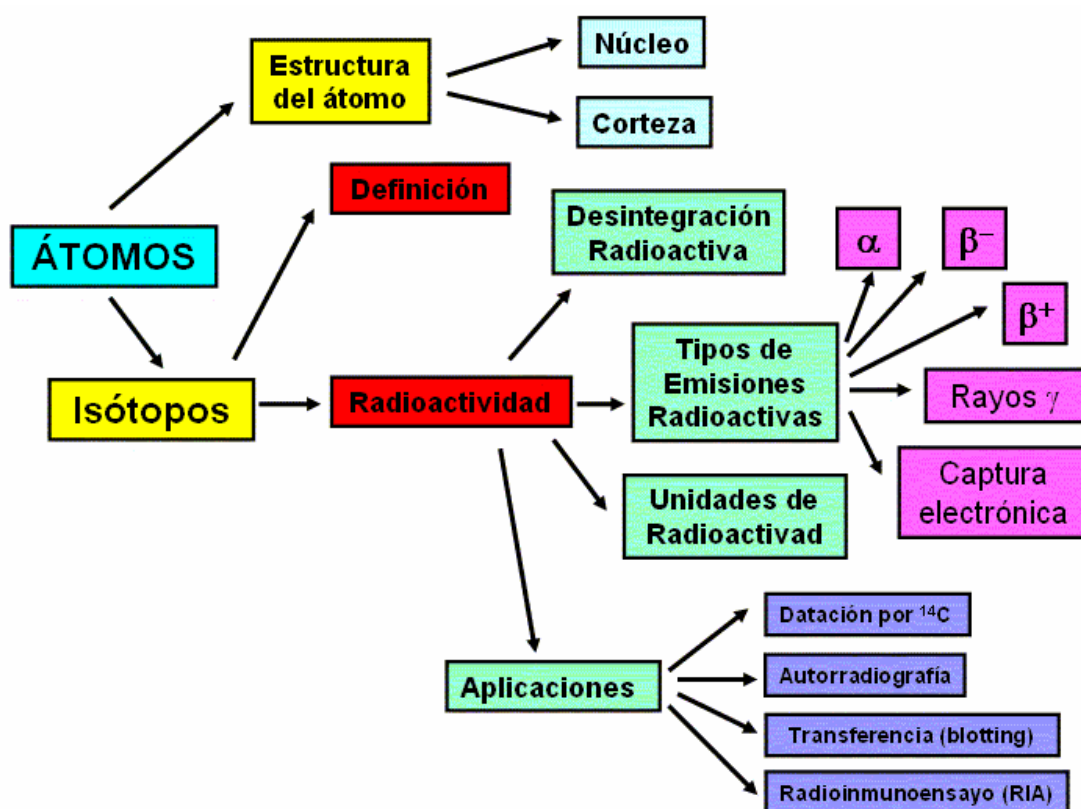 Núcleo
Estructura
del átomo
Corteza
Definición
Desintegración
Radioactiva
α
β⁻
ÁTOMOS
β⁺
Tipos de
Emisiones
Radioactivas
Isótopos
Radioactividad
Rayos γ
Captura
electrónica
Unidades de
Radioactivad
Datación por ¹⁴C
Aplicaciones
Autorradiografía
Transferencia (blotting)
Radioinmunoensayo (RIA)